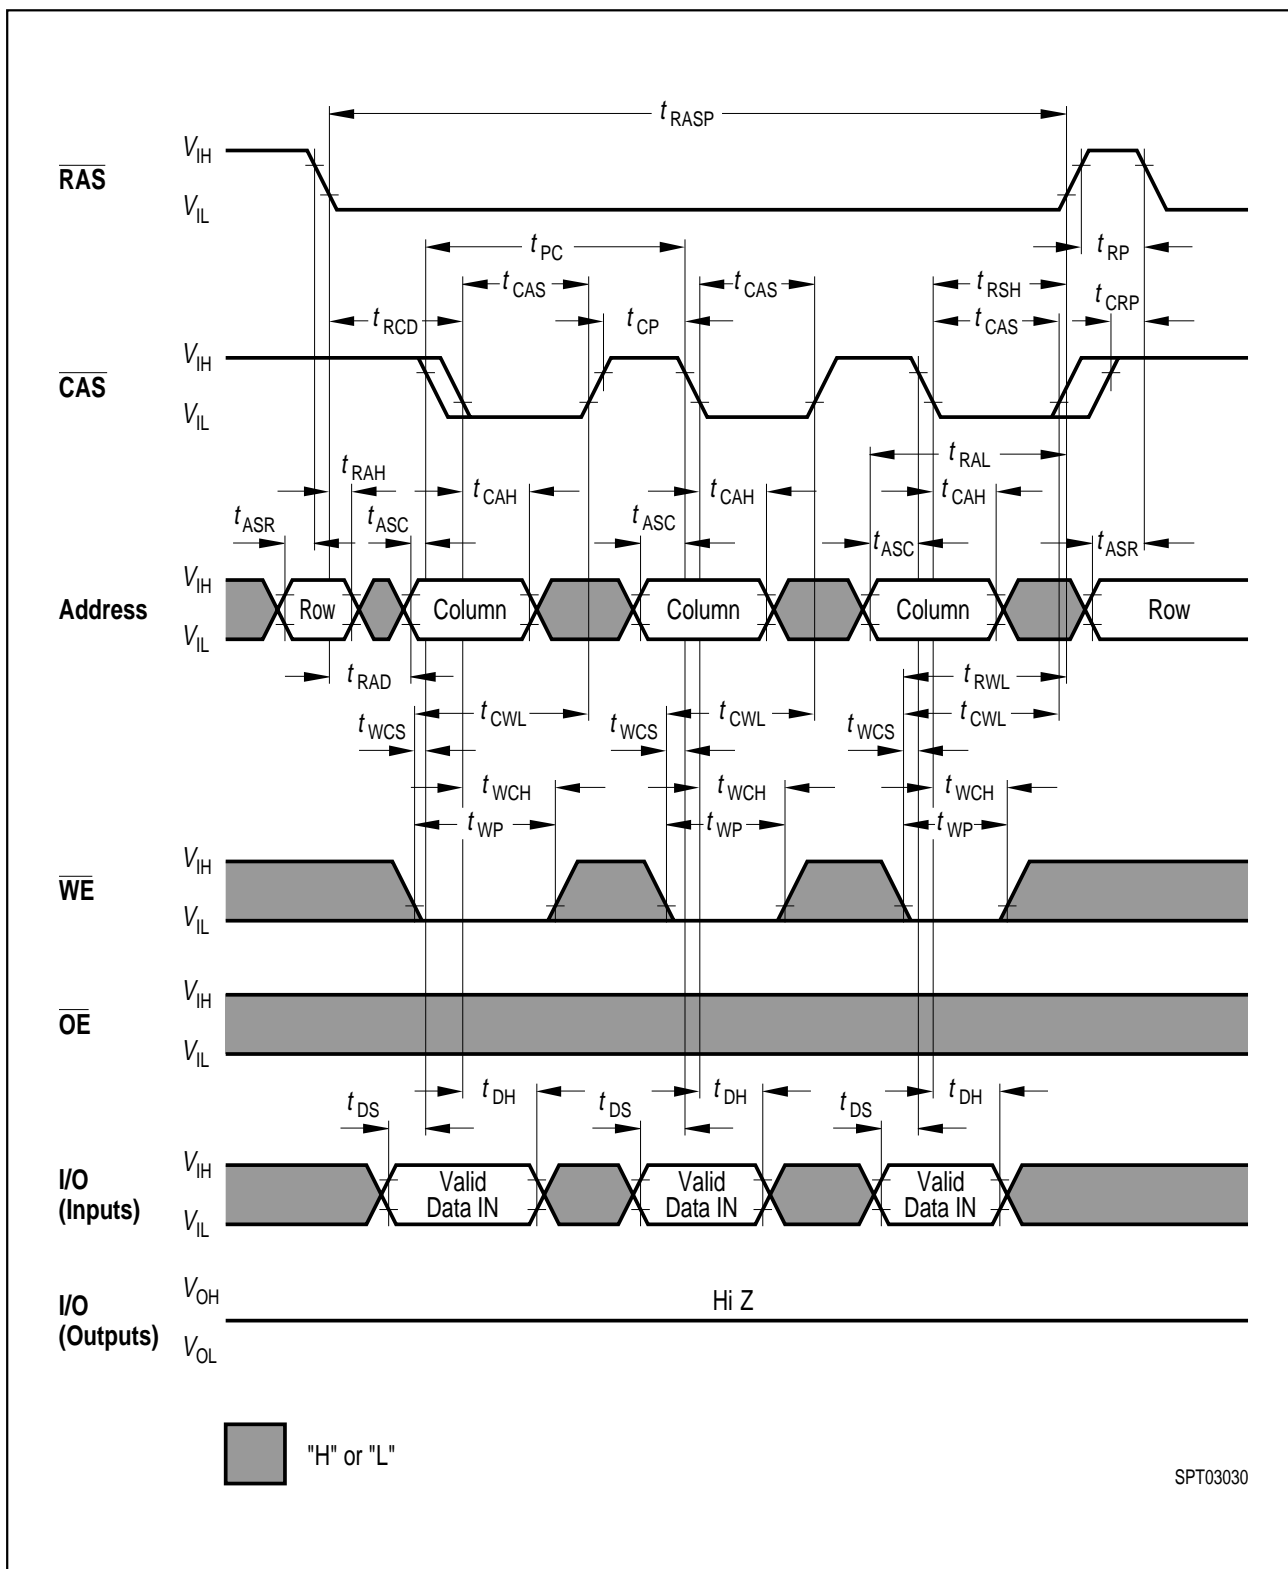 tRASP
RAS
VIH
VIL
tRP
tPC
tCAS
tCAS
tRSH
tCRP
tRCD
tCP
tCAS
CAS
VIH
VIL
tRAL
tRAH
tCAH
tCAH
tCAH
tASR
tASC
tASC
tASC
tASR
Address
VIH
VIL
Row
Column
Column
Column
Row
tRAD
tRWL
tCWL
tCWL
tCWL
tWCS
tWCS
tWCS
tWCH
tWCH
tWCH
tWP
tWP
tWP
WE
VIH
VIL
OE
VIH
VIL
tDH
tDH
tDH
tDS
tDS
tDS
I/O
(Inputs)
VIH
VIL
Valid
Data IN
Valid
Data IN
Valid
Data IN
I/O
(Outputs)
VOH
VOL
Hi Z
"H" or "L"
SPT03030